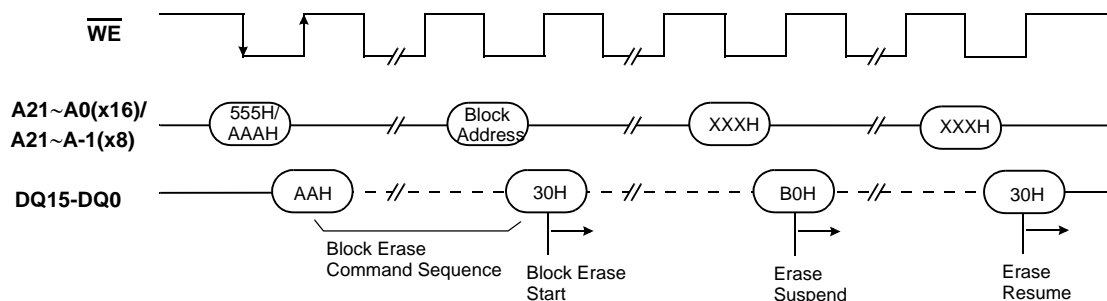 WE
A21~A0(x16)/
A21~A-1(x8)
555H/
AAAH
Block
Address
XXXH
XXXH
DQ15-DQ0
AAH
30H
B0H
30H
Block Erase
Command Sequence
Block Erase
Start
Erase
Suspend
Erase
Resume